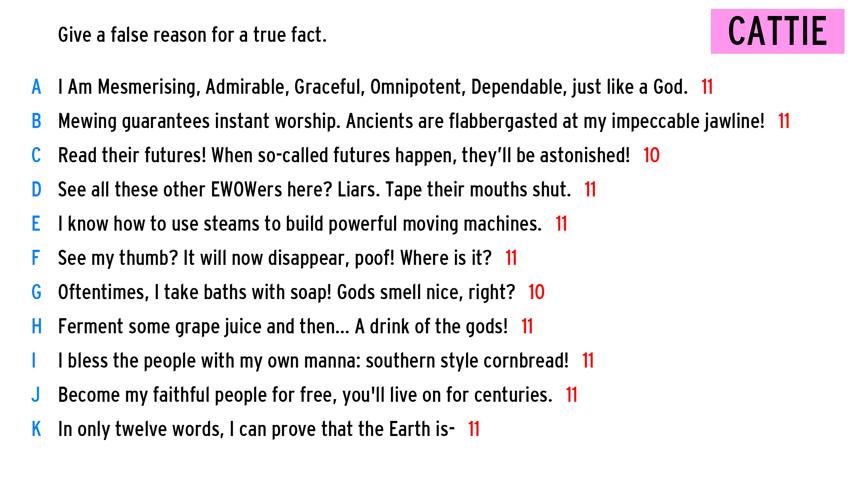 Give a false reason for a true fact.
CATTIE
A I Am Mesmerising, Admirable, Graceful, Omnipotent, Dependable, just like a God. 11
B Mewing guarantees instant worship. Ancients are flabbergasted at my impeccable jawline! 11
C Read their futures! When so-called futures happen, they'll be astonished! 10
D See all these other EWOWers here? Liars. Tape their mouths shut. 11
E I know how to use steams to build powerful moving machines. 11
F See my thumb? It will now disappear, poof! Where is it? 11
G Oftentimes, I take baths with soap! Gods smell nice, right? 10
H Ferment some grape juice and then... A drink of the gods! 11
I I bless the people with my own manna: southern style cornbread! 11
J Become my faithful people for free, you'll live on for centuries. 11
K In only twelve words, I can prove that the Earth is- 11